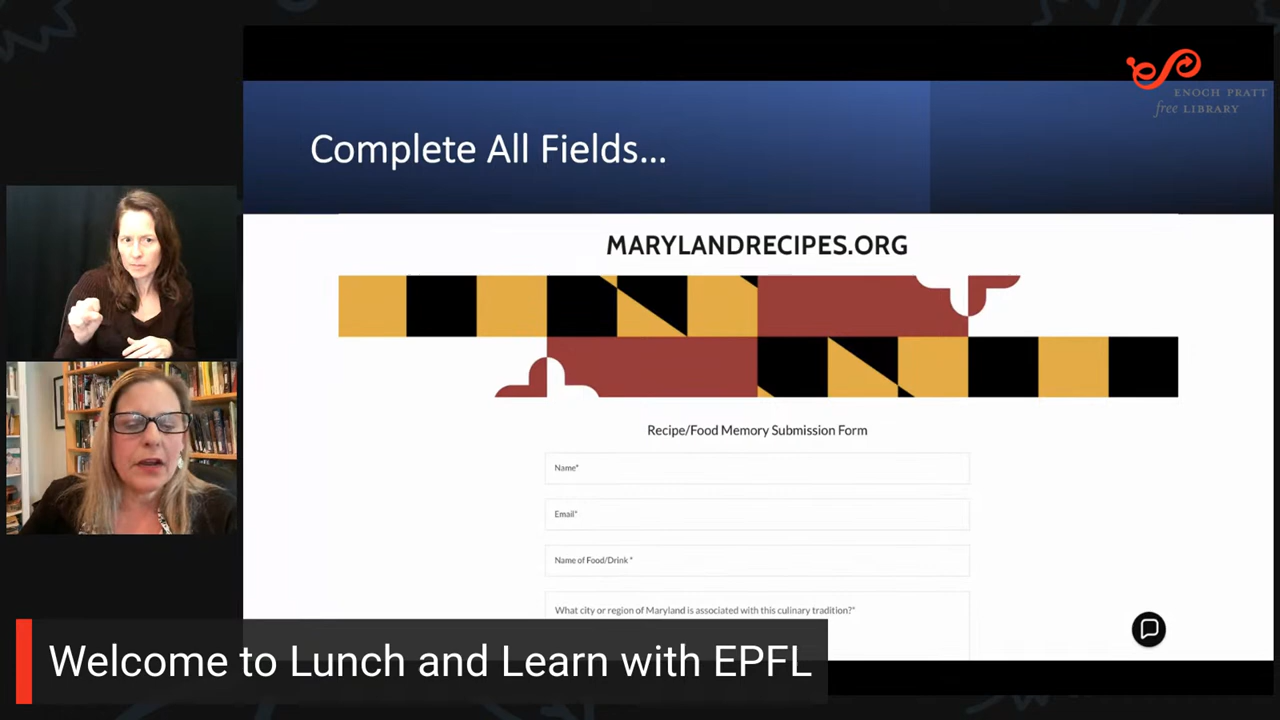 ENOCH PRATT
free LIBRARY
Complete All Fields...
MARYLANDRECIPES.ORG
Recipe/Food Memory Submission Form
Name*
Email*
Name of Food/Drink *
What city or region of Maryland is associated with this culinary tradition?*
Welcome to Lunch and Learn with EPFL